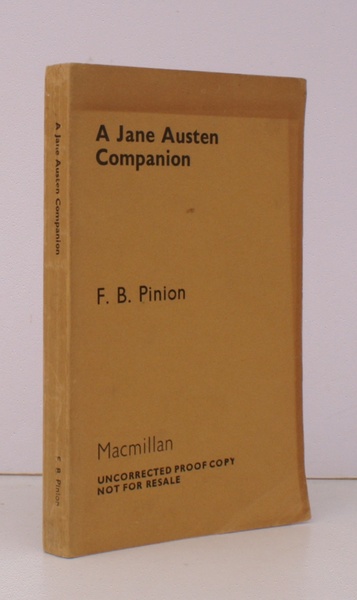 A Jane Austen
Companion
F. B. Pinion
Macmillan
UNCORRECTED PROOF COPY
NOT FOR RESALE
A Jane Austen Companion
F. B. Pinion